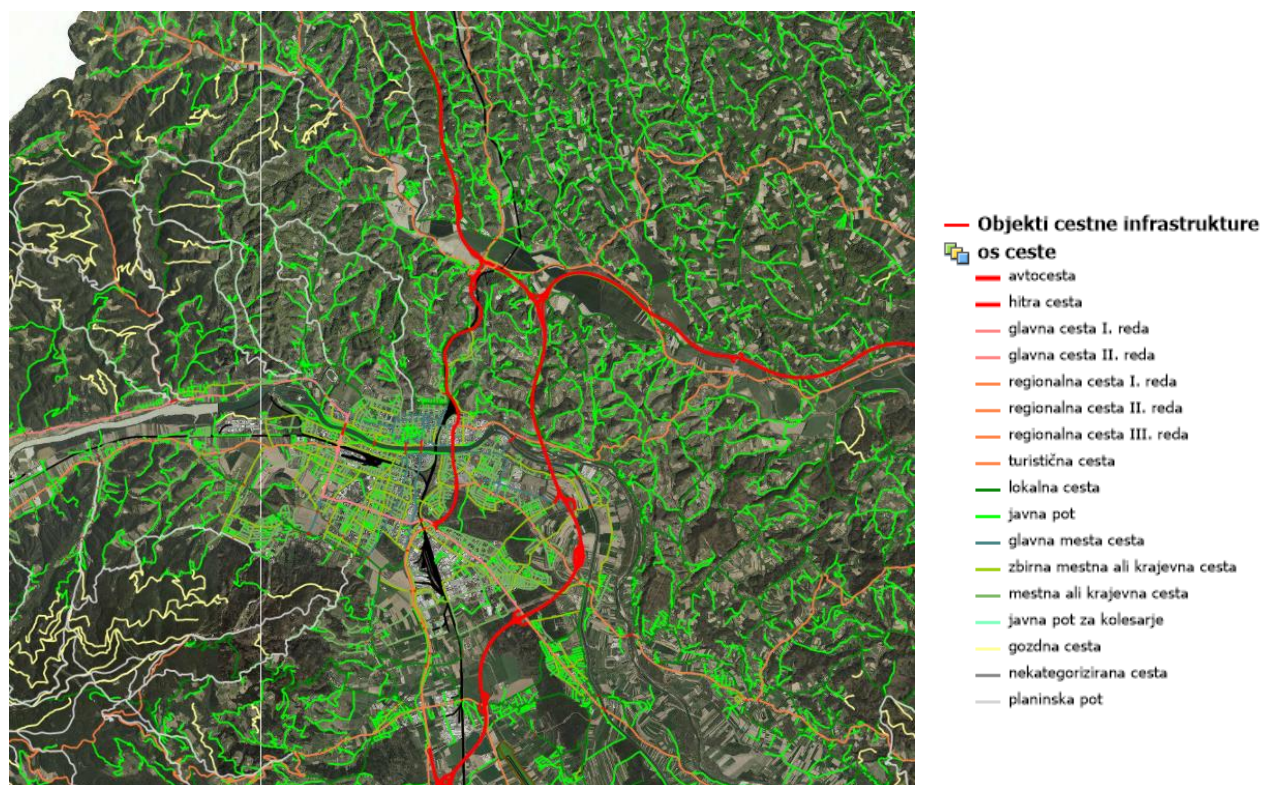 Objekti cestne infrastrukture
os ceste
avtocesta
hitra cesta
glavna cesta I. reda
glavna cesta II. reda
regionalna cesta I. reda
regionalna cesta II. reda
regionalna cesta III. reda
turistična cesta
lokalna cesta
javna pot
glavna mesta cesta
zbirna mestna ali krajevna cesta
mestna ali krajevna cesta
javna pot za kolesarje
gozdna cesta
nekategorizirana cesta
planinska pot